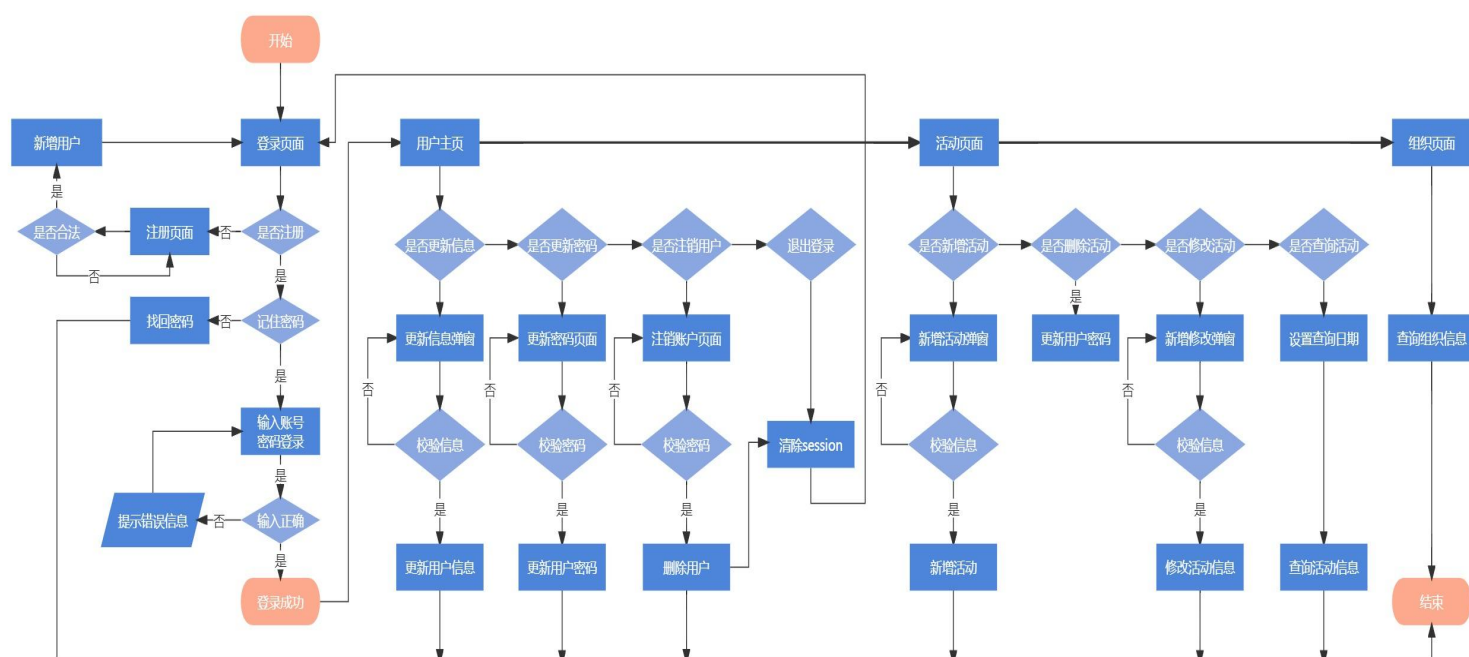 开始
新增用户
登录页面
用户主页
活动页面
组织页面
是
是否合法
注册页面
否
是否注册
是否更新信息
是否更新密码
是否注销用户
退出登录
是否新增活动
是否删除活动
是否修改活动
是否查询活动
否
是
是
找回密码
否
记住密码
更新信息弹窗
更新密码页面
注销账户页面
新增活动弹窗
更新用户密码
新增修改弹窗
设置查询日期
查询组织信息
是
否
否
否
否
否
输入账号
密码登录
校验信息
校验密码
校验密码
清除session
校验信息
校验信息
是
提示错误信息
否
输入正确
是
是
是
是
是
是
更新用户信息
更新用户密码
删除用户
新增活动
修改活动信息
查询活动信息
登录成功
结束